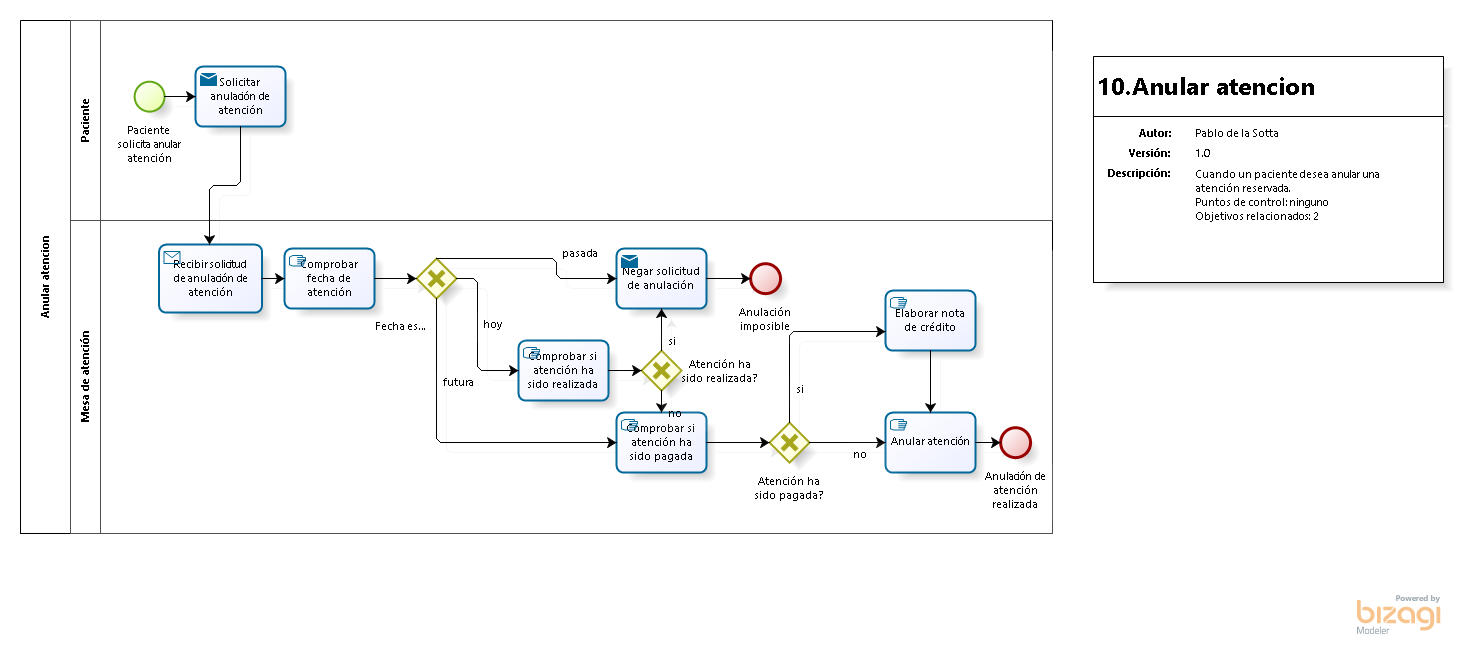 Anular atencion
Paciente
Solicitar
anulación de
atención
Paciente
solicita anular
atención
Mesa de atención
Recibir solicitud
de anulación de
atención
Comprobar
fecha de
atención
Fecha es...
pasada
hoy
futura
Negar solicitud
de anulación
Anulación
imposible
Comprobar si
atención ha
sido realizada
si
Atención ha
sido realizada?
no
Comprobar si
atención ha
sido pagada
Atención ha
sido pagada?
si
no
Elaborar nota
de crédito
Anular atención
Anulación de
atención
realizada
10.Anular atencion
Autor: Pablo de la Sotta
Versión: 1.0
Descripción: Cuando un paciente desea anular una
atención reservada.
Puntos de control: ninguno
Objetivos relacionados: 2
Powered by
bizagi
Modeler